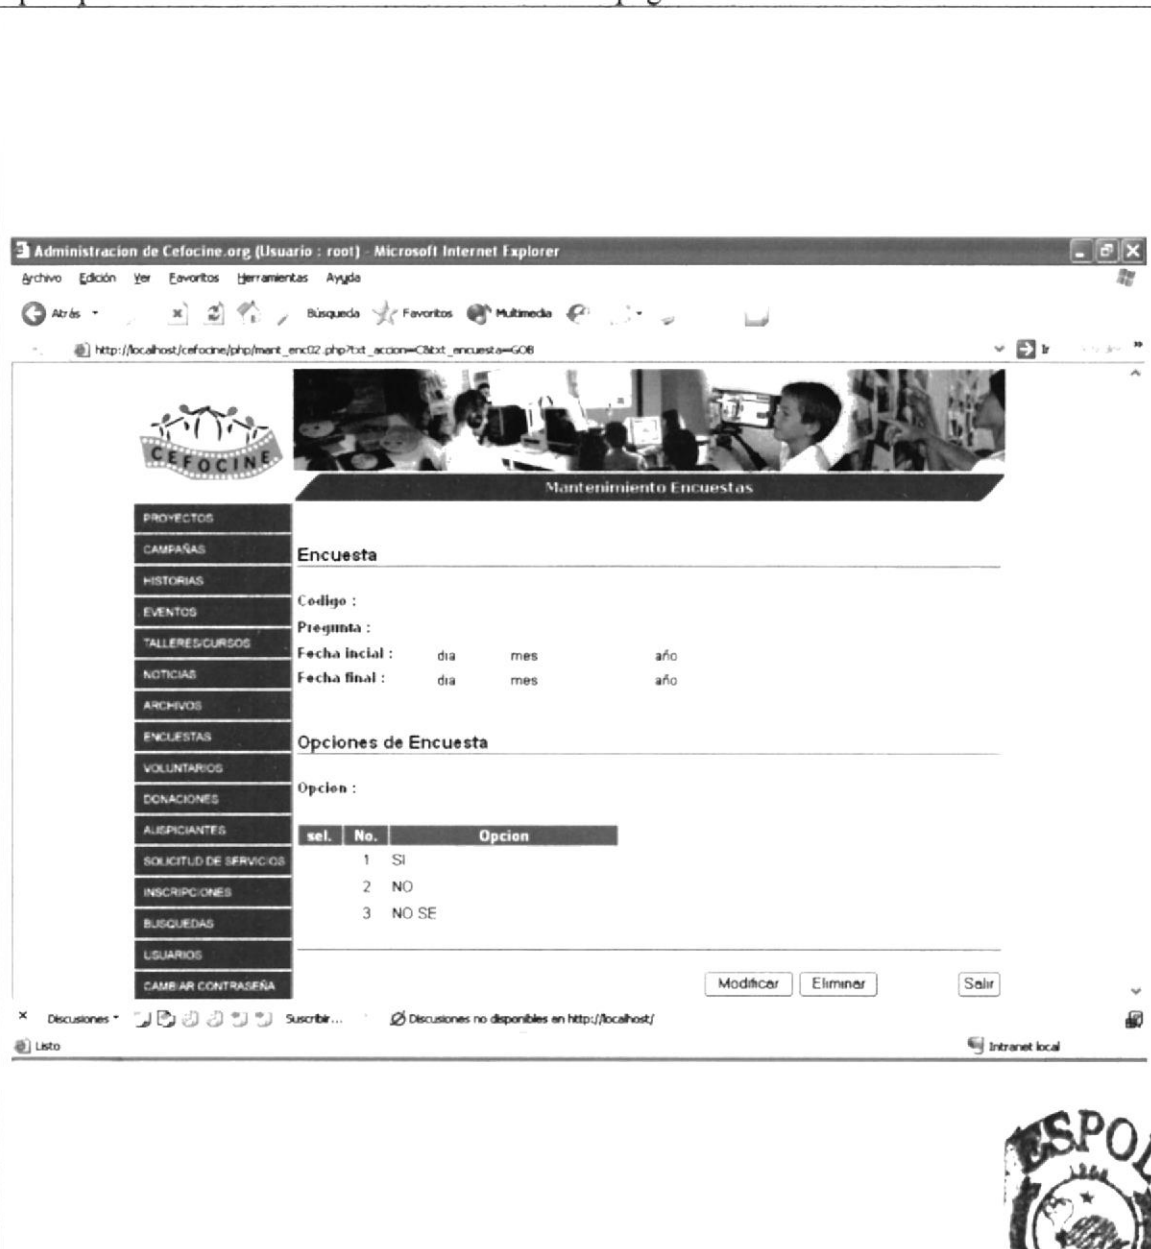 Administracion de Cefocine.org (Usuario : root) - Microsoft Internet Explorer
Archivo Edición Ver Favoritos Herramientas Ayuda
Atrás Búsqueda Favoritos Multimedia
http://localhost/cefocine/php/mant_enc02.php?txt_accion=C&txt_encuesta=GOB Ir
CEFOCINE
Mantenimiento Encuestas
PROYECTOS
CAMPAÑAS
HISTORIAS
EVENTOS
TALLERES/CURSOS
NOTICIAS
ARCHIVOS
ENCUESTAS
VOLUNTARIOS
DONACIONES
AUSPICIANTES
SOLICITUD DE SERVICIOS
INSCRIPCIONES
BUSQUEDAS
USUARIOS
CAMBIAR CONTRASEÑA
Encuesta
Codigo :
Pregunta :
Fecha incial : dia mes año
Fecha final : dia mes año
Opciones de Encuesta
Opcion :
sel. No. Opcion
1 SI
2 NO
3 NO SE
Modificar Eliminar Salir
Discusiones Suscribir... Discusiones no disponibles en http://localhost/
Listo Intranet local
ESPOL